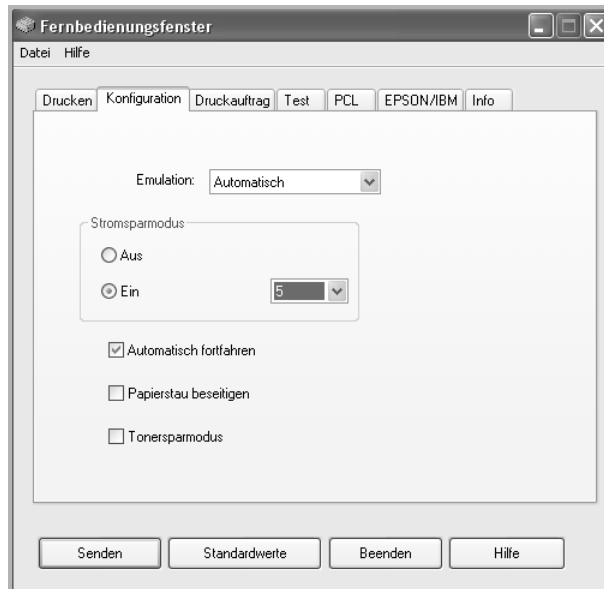 Fernbedienungsfenster
Datei Hilfe
Drucken Konfiguration Druckauftrag Test PCL EPSON/IBM Info
Emulation: Automatisch
Stromsparmodus
Aus
Ein 5
Automatisch fortfahren
Papierstau beseitigen
Tonersparmodus
Senden Standardwerte Beenden Hilfe